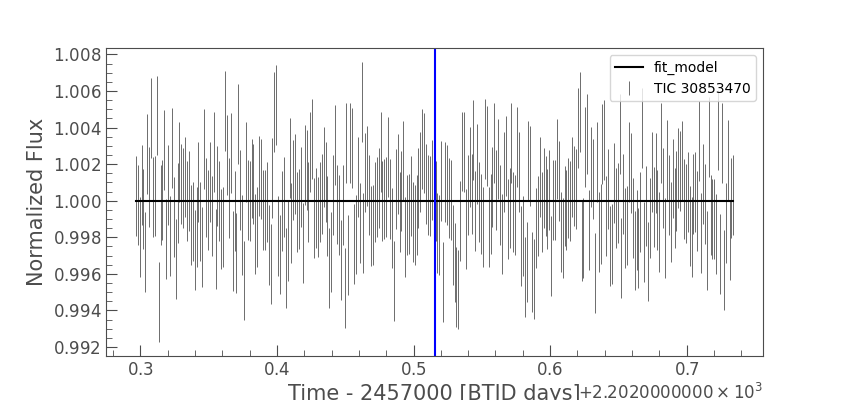 1.008
1.006
1.004
1.002
1.000
0.998
0.996
0.994
0.992
Normalized Flux
fit_model
TIC 30853470
0.3
0.4
0.5
0.6
0.7
Time - 2457000 [BTJD days]
+2.2020000000 × 10³